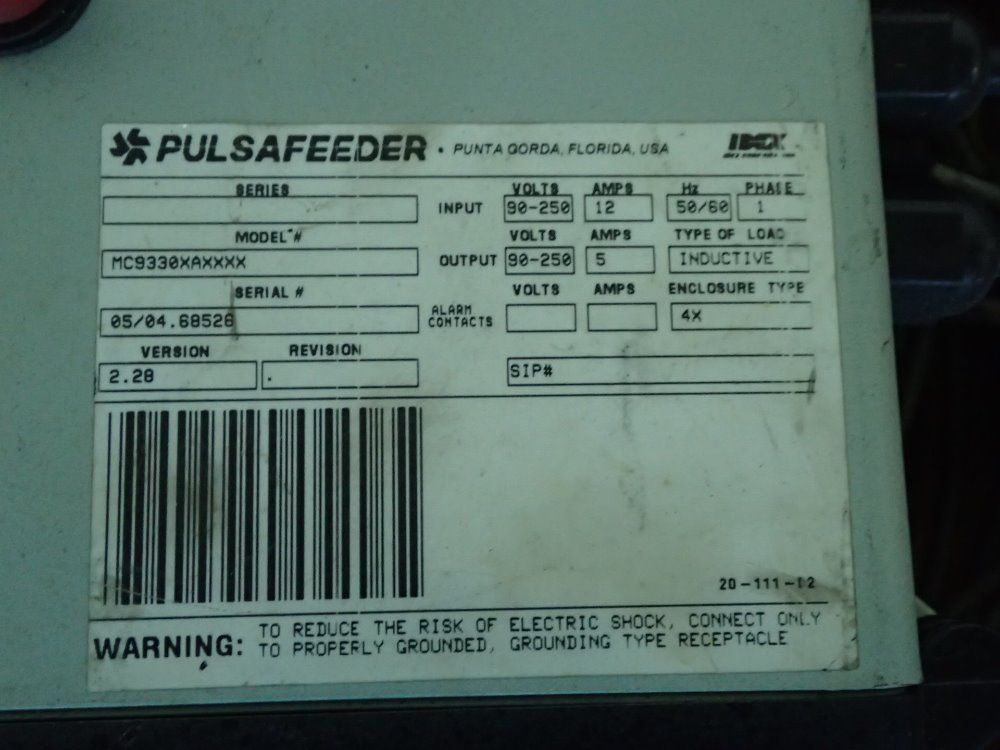 PULSAFEEDER • PUNTA GORDA, FLORIDA, USA IDEX
SERIES
INPUT VOLTS 90-250 AMPS 12 Hz 50/60 PHASE 1
MODEL # MC9330XAXXXX
OUTPUT VOLTS 90-250 AMPS 5 TYPE OF LOAD INDUCTIVE
SERIAL # 05/04.68528
ALARM CONTACTS VOLTS AMPS ENCLOSURE TYPE 4X
VERSION 2.28 REVISION .
SIP#
20-111-12
WARNING: TO REDUCE THE RISK OF ELECTRIC SHOCK, CONNECT ONLY
TO PROPERLY GROUNDED, GROUNDING TYPE RECEPTACLE